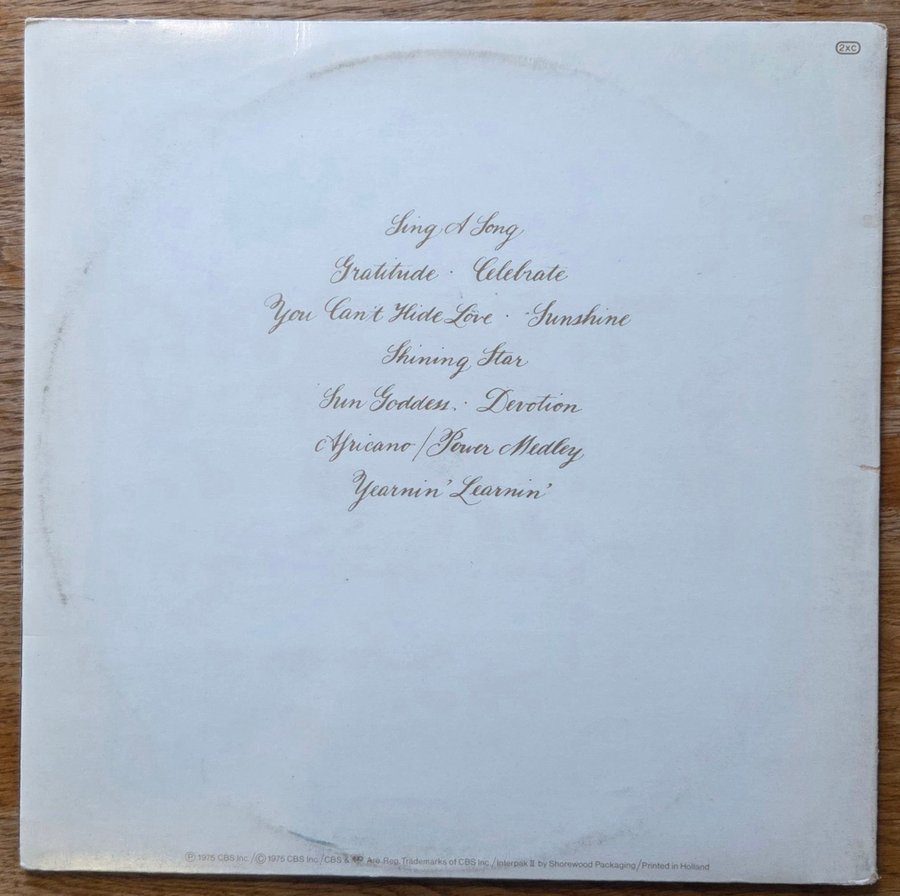 2xC
Sing A Song
Gratitude · Celebrate
You Can't Hide Love · Sunshine
Shining Star
Sun Goddess · Devotion
Africano / Power Medley
Yearnin' Learnin'
Ⓟ 1975 CBS Inc. / © 1975 CBS Inc. / CBS & Are Reg Trademarks of CBS Inc. / Interpak II by Shorewood Packaging / Printed in Holland